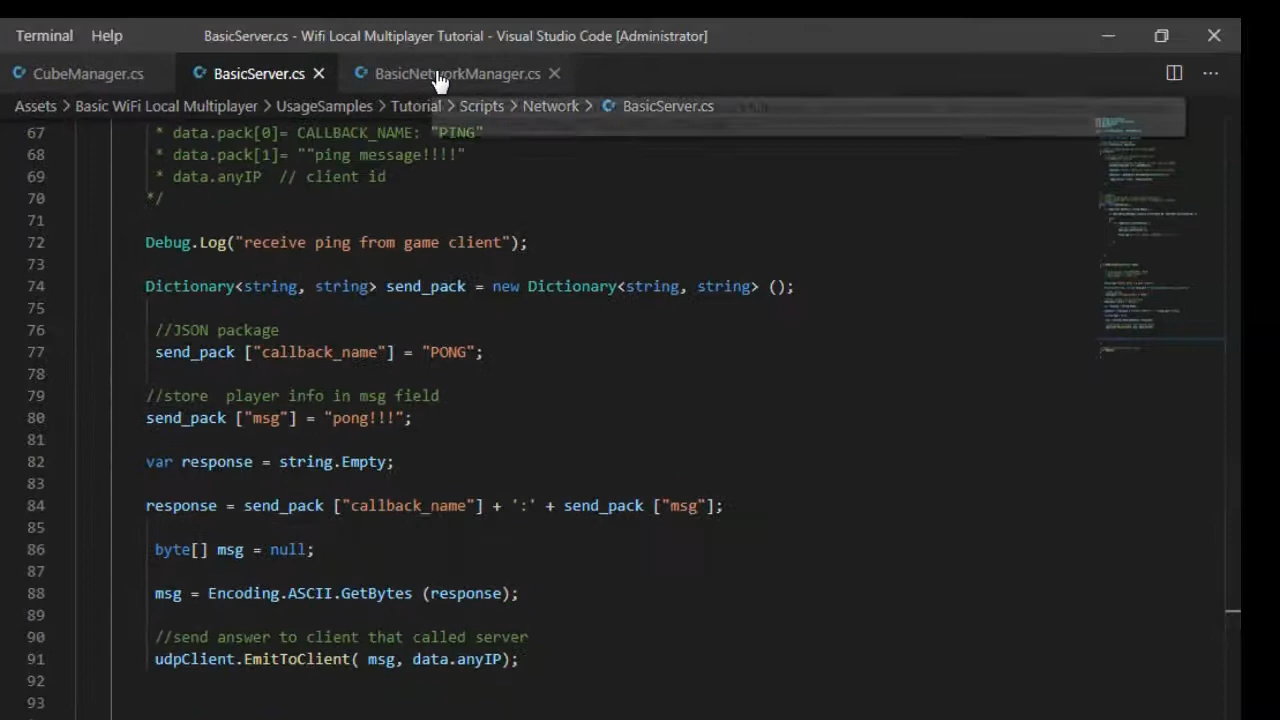 Terminal Help BasicServer.cs - Wifi Local Multiplayer Tutorial - Visual Studio Code [Administrator]
CubeManager.cs BasicServer.cs BasicNetworkManager.cs
Assets > Basic WiFi Local Multiplayer > UsageSamples > Tutorial > Scripts > Network > BasicServer.cs
67 * data.pack[0]= CALLBACK_NAME: "PING"
68 * data.pack[1]= ""ping message!!!!"
69 * data.anyIP // client id
70 */
71
72 Debug.Log("receive ping from game client");
73
74 Dictionary<string, string> send_pack = new Dictionary<string, string> ();
75
76 //JSON package
77 send_pack ["callback_name"] = "PONG";
78
79 //store player info in msg field
80 send_pack ["msg"] = "pong!!!";
81
82 var response = string.Empty;
83
84 response = send_pack ["callback_name"] + ':' + send_pack ["msg"];
85
86 byte[] msg = null;
87
88 msg = Encoding.ASCII.GetBytes (response);
89
90 //send answer to client that called server
91 udpClient.EmitToClient( msg, data.anyIP);
92
93